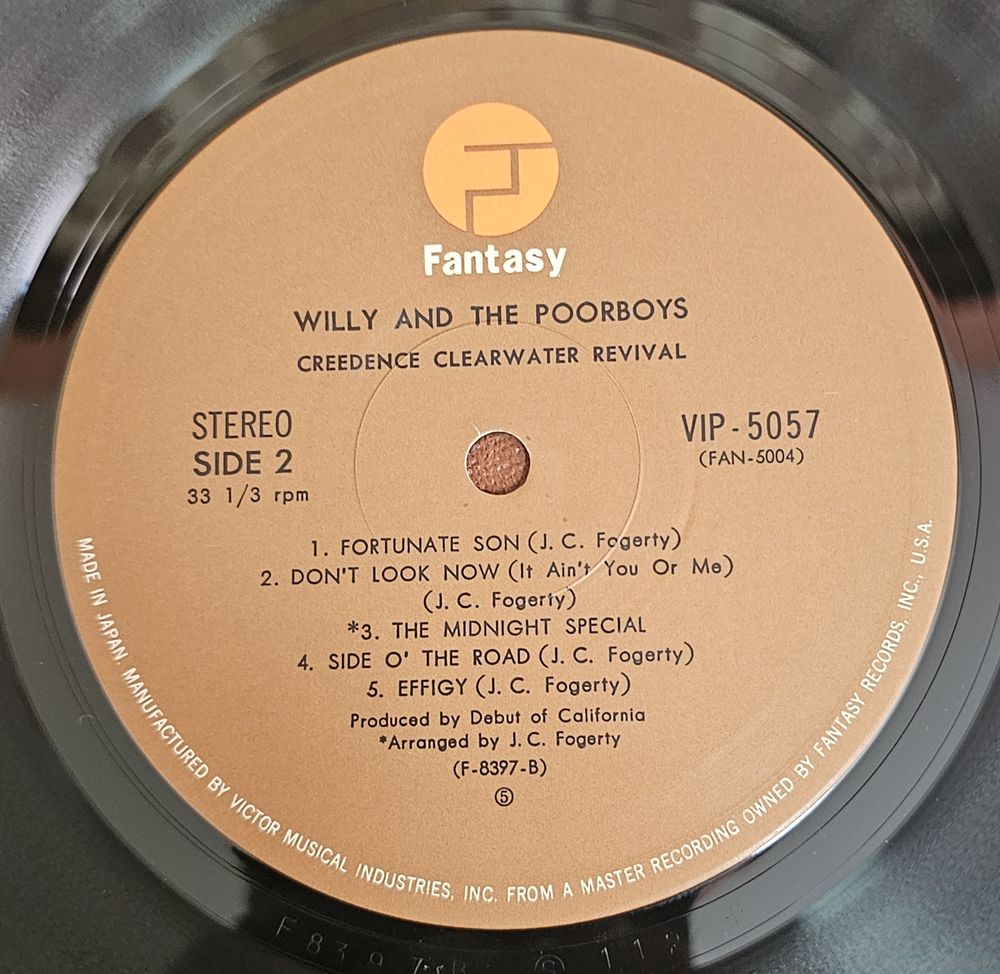 Fantasy
WILLY AND THE POORBOYS
CREEDENCE CLEARWATER REVIVAL
STEREO
SIDE 2
33 1/3 rpm
VIP-5057
(FAN-5004)
1. FORTUNATE SON (J. C. Fogerty)
2. DON'T LOOK NOW (It Ain't You Or Me)
(J. C. Fogerty)
*3. THE MIDNIGHT SPECIAL
4. SIDE O' THE ROAD (J. C. Fogerty)
5. EFFIGY (J. C. Fogerty)
Produced by Debut of California
*Arranged by J. C. Fogerty
(F-8397-B)
⑤
MADE IN JAPAN. MANUFACTURED BY VICTOR MUSICAL INDUSTRIES, INC. FROM A MASTER RECORDING OWNED BY FANTASY RECORDS, INC., U.S.A.